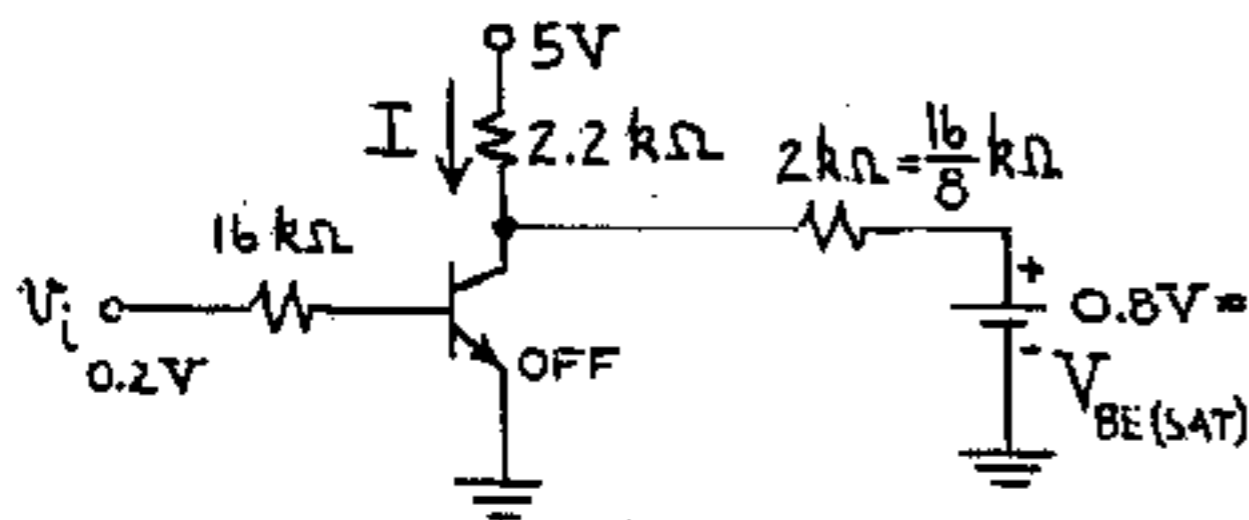 5V
I
2.2 kΩ
2kΩ = 16/8 kΩ
16 kΩ
Vi
0.2V
OFF
+
0.8V =
-
VBE(SAT)